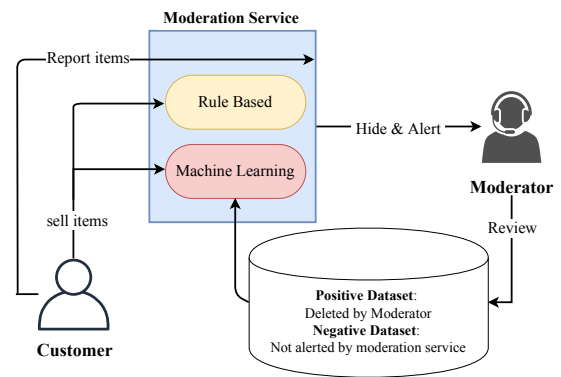 Moderation Service
Report items
Rule Based
Hide & Alert
Machine Learning
Moderator
sell items
Review
Positive Dataset:
Deleted by Moderator
Negative Dataset:
Not alerted by moderation service
Customer